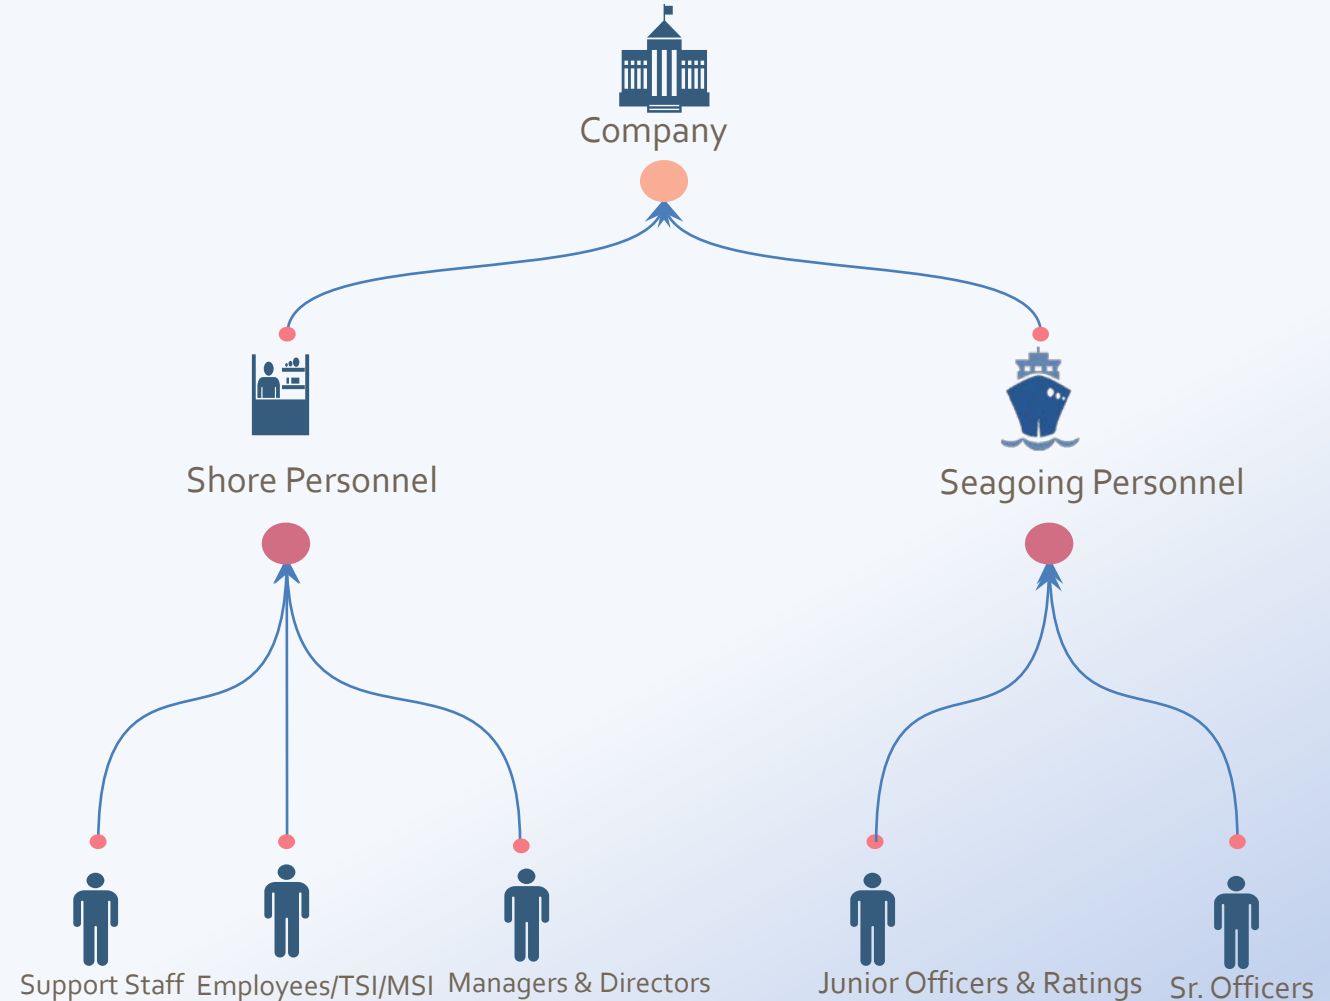 Company
Shore Personnel
Seagoing Personnel
Support Staff
Employees/TSI/MSI
Managers & Directors
Junior Officers & Ratings
Sr. Officers